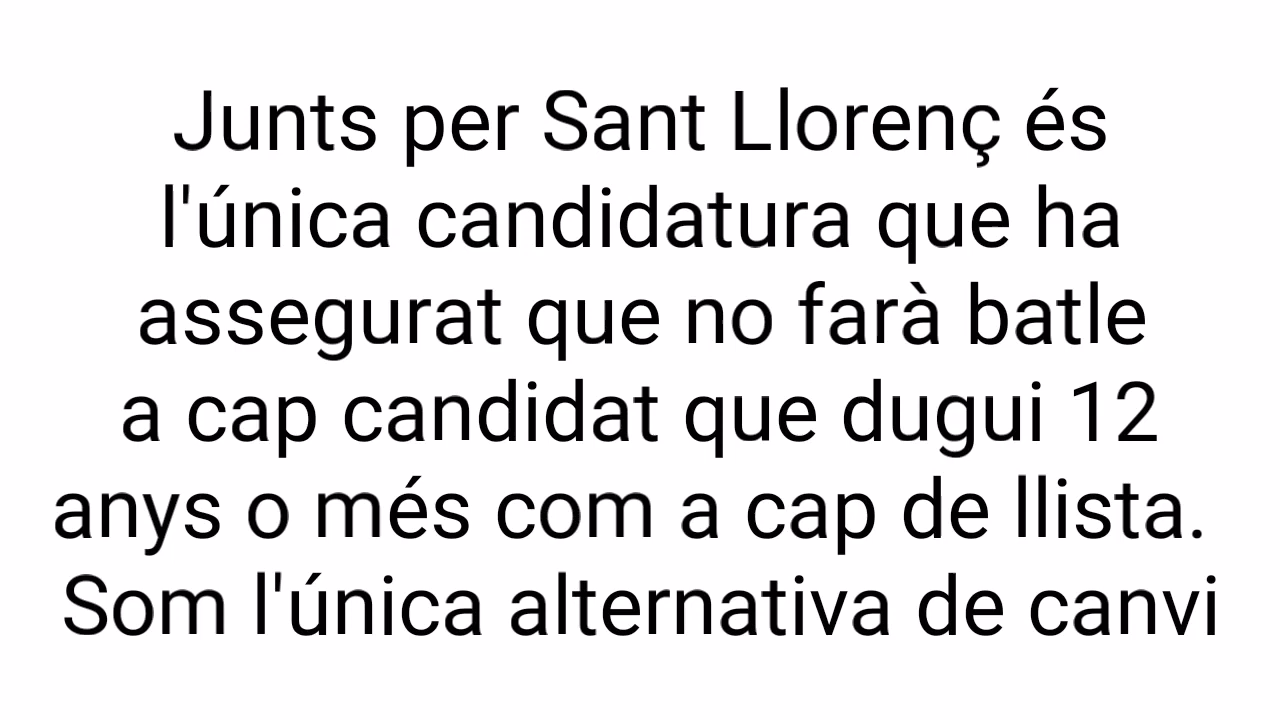 Junts per Sant Llorenç és
l'única candidatura que ha
assegurat que no farà batle
a cap candidat que dugui 12
anys o més com a cap de llista.
Som l'única alternativa de canvi